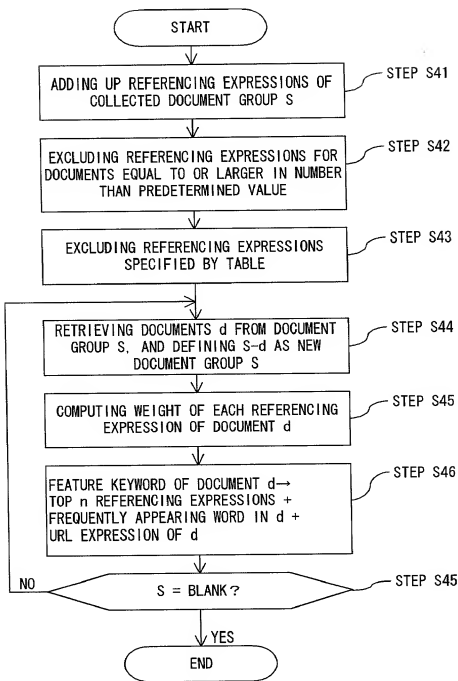 START
ADDING UP REFERENCING EXPRESSIONS OF
COLLECTED DOCUMENT GROUP S
STEP S41
EXCLUDING REFERENCING EXPRESSIONS FOR
DOCUMENTS EQUAL TO OR LARGER IN NUMBER
THAN PREDETERMINED VALUE
STEP S42
EXCLUDING REFERENCING EXPRESSIONS
SPECIFIED BY TABLE
STEP S43
RETRIEVING DOCUMENTS d FROM DOCUMENT
GROUP S, AND DEFINING S-d AS NEW
DOCUMENT GROUP S
STEP S44
COMPUTING WEIGHT OF EACH REFERENCING
EXPRESSION OF DOCUMENT d
STEP S45
FEATURE KEYWORD OF DOCUMENT d→
TOP n REFERENCING EXPRESSIONS +
FREQUENTLY APPEARING WORD IN d +
URL EXPRESSION OF d
STEP S46
NO
S = BLANK?
STEP S45
YES
END